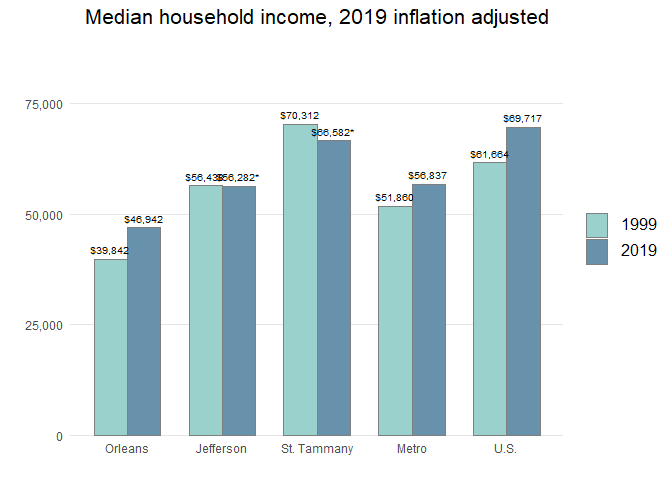 Median household income, 2019 inflation adjusted
75,000
50,000
25,000
0
$39,842
$46,942
$56,282*
$70,312
$66,582*
$51,860
$56,837
$61,664
$69,717
Orleans
Jefferson
St. Tammany
Metro
U.S.
1999
2019